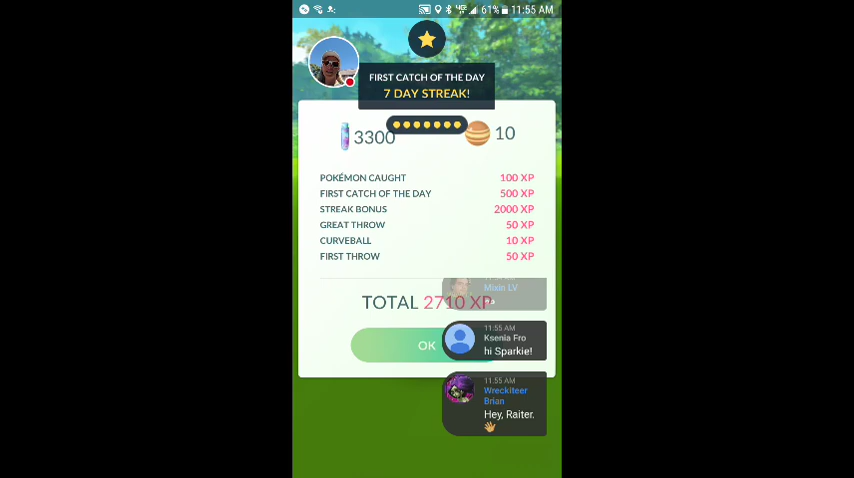 61% 11:55 AM
FIRST CATCH OF THE DAY
7 DAY STREAK!
3300
10
POKÉMON CAUGHT 100 XP
FIRST CATCH OF THE DAY 500 XP
STREAK BONUS 2000 XP
GREAT THROW 50 XP
CURVEBALL 10 XP
FIRST THROW 50 XP
TOTAL 2710 XP
OK
Mixin LV
11:55 AM
Ksenia Fro
hi Sparkie!
11:55 AM
Wreckiteer
Brian
Hey, Raiter.
👋